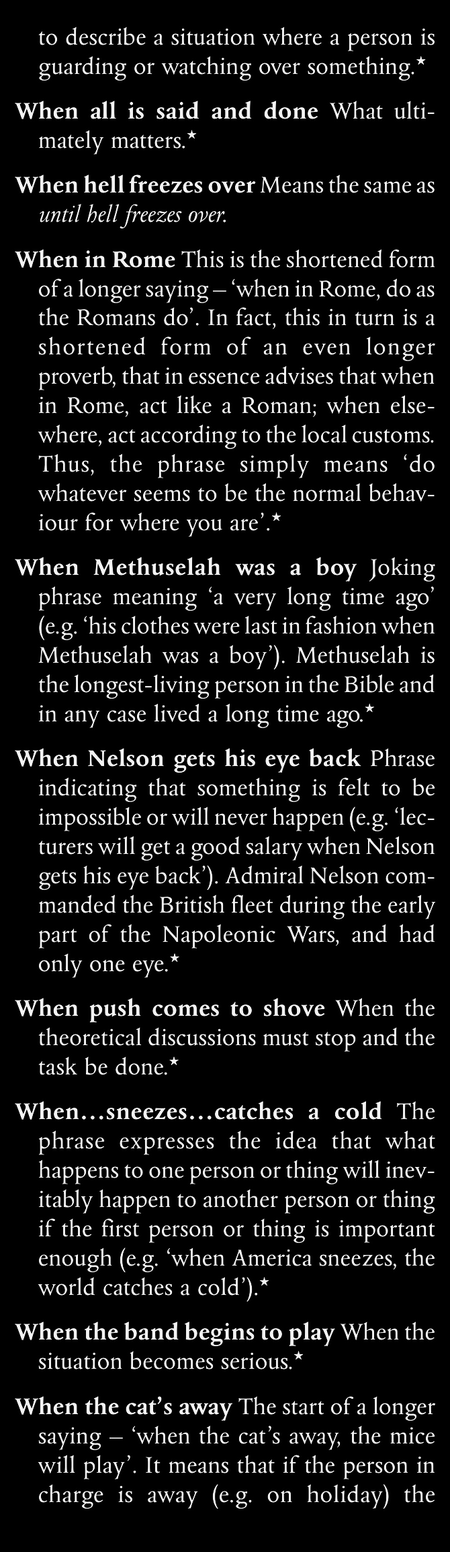 to describe a situation where a person is
guarding or watching over something.★
When all is said and done What ulti-
mately matters.★
When hell freezes over Means the same as
until hell freezes over.
When in Rome This is the shortened form
of a longer saying – ‘when in Rome, do as
the Romans do’. In fact, this in turn is a
shortened form of an even longer
proverb, that in essence advises that when
in Rome, act like a Roman; when else-
where, act according to the local customs.
Thus, the phrase simply means ‘do
whatever seems to be the normal behav-
iour for where you are’.★
When Methuselah was a boy Joking
phrase meaning ‘a very long time ago’
(e.g. ‘his clothes were last in fashion when
Methuselah was a boy’). Methuselah is
the longest-living person in the Bible and
in any case lived a long time ago.★
When Nelson gets his eye back Phrase
indicating that something is felt to be
impossible or will never happen (e.g. ‘lec-
turers will get a good salary when Nelson
gets his eye back’). Admiral Nelson com-
manded the British fleet during the early
part of the Napoleonic Wars, and had
only one eye.★
When push comes to shove When the
theoretical discussions must stop and the
task be done.★
When…sneezes…catches a cold The
phrase expresses the idea that what
happens to one person or thing will inev-
itably happen to another person or thing
if the first person or thing is important
enough (e.g. ‘when America sneezes, the
world catches a cold’).★
When the band begins to play When the
situation becomes serious.★
When the cat’s away The start of a longer
saying – ‘when the cat’s away, the mice
will play’. It means that if the person in
charge is away (e.g. on holiday) the